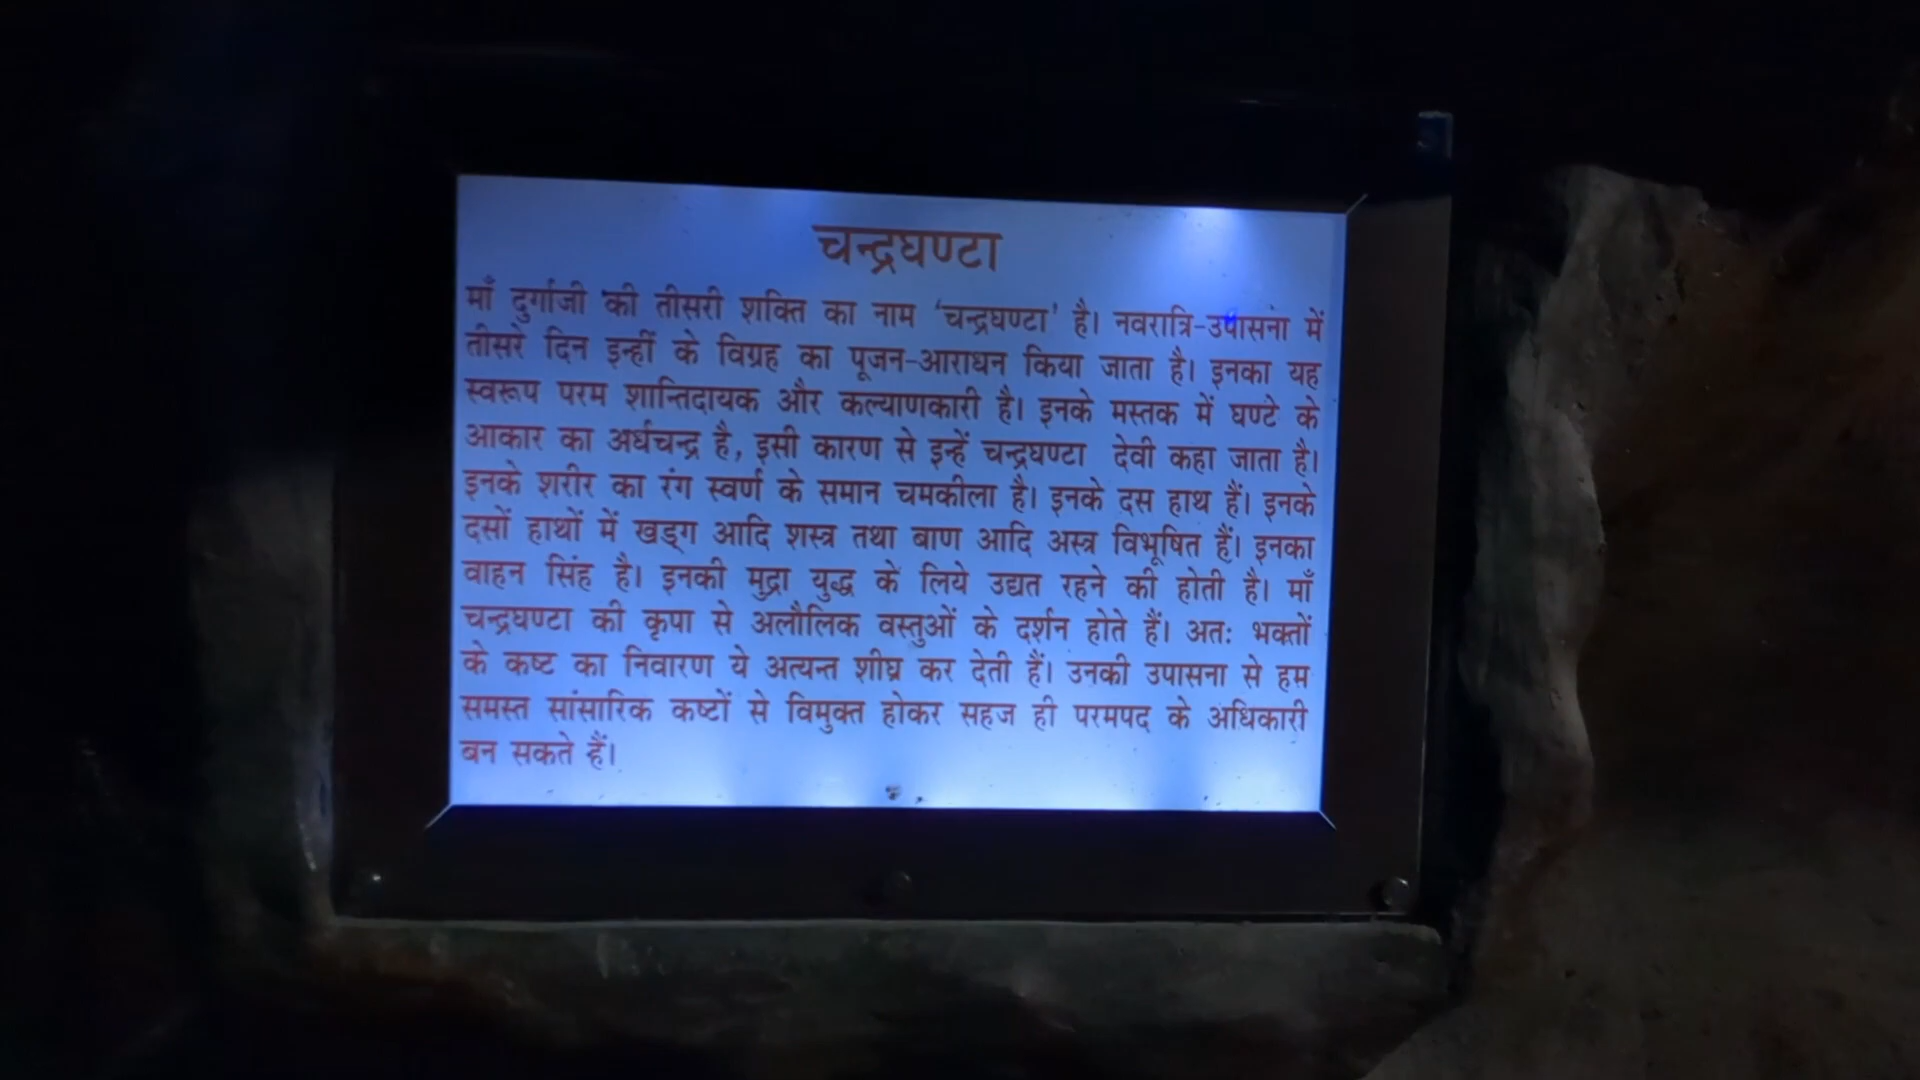 चन्द्रघण्टा
माँ दुर्गाजी की तीसरी शक्ति का नाम 'चन्द्रघण्टा' है। नवरात्रि-उपासना में
तीसरे दिन इन्हीं के विग्रह का पूजन-आराधन किया जाता है। इनका यह
स्वरूप परम शान्तिदायक और कल्याणकारी है। इनके मस्तक में घण्टे के
आकार का अर्धचन्द्र है, इसी कारण से इन्हें चन्द्रघण्टा देवी कहा जाता है।
इनके शरीर का रंग स्वर्ण के समान चमकीला है। इनके दस हाथ हैं। इनके
दसों हाथों में खड्ग आदि शस्त्र तथा बाण आदि अस्त्र विभूषित हैं। इनका
वाहन सिंह है। इनकी मुद्रा युद्ध के लिये उद्यत रहने की होती है। माँ
चन्द्रघण्टा की कृपा से अलौलिक वस्तुओं के दर्शन होते हैं। अतः भक्तों
के कष्ट का निवारण ये अत्यन्त शीघ्र कर देती हैं। उनकी उपासना से हम
समस्त सांसारिक कष्टों से विमुक्त होकर सहज ही परमपद के अधिकारी
बन सकते हैं।